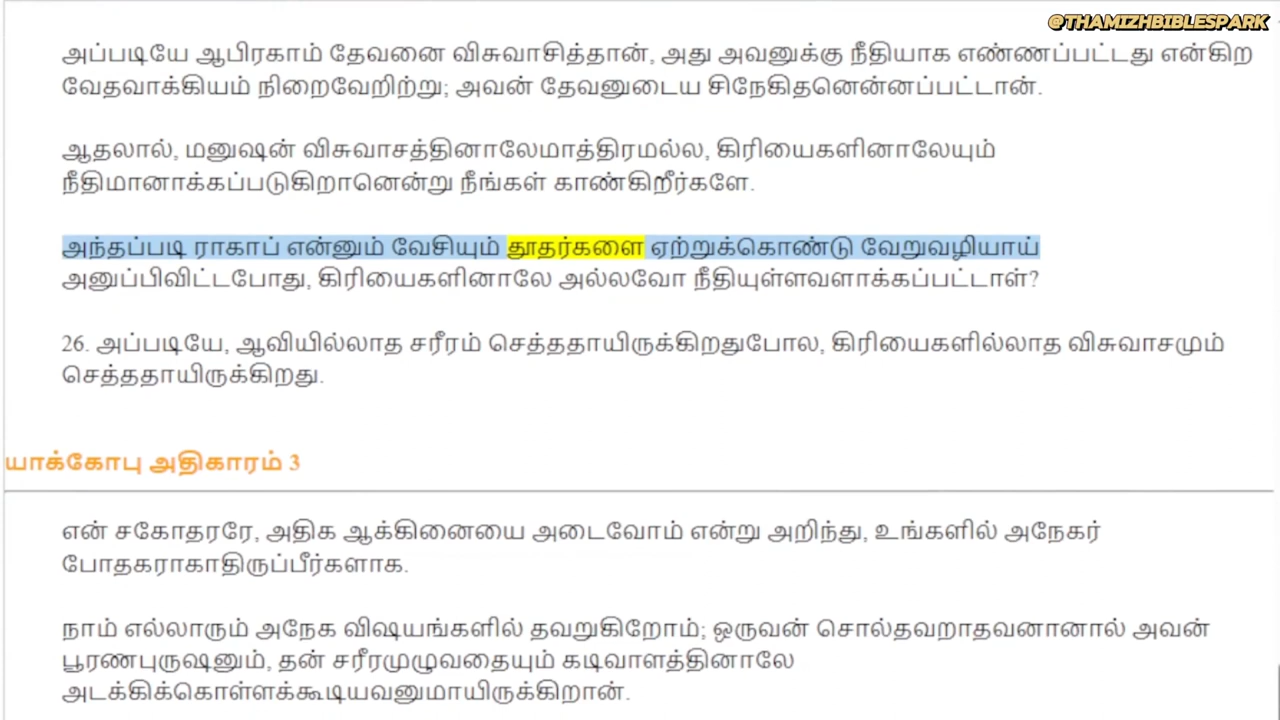 @THAMIZHBIBLESPARK
அப்படியே ஆபிரகாம் தேவனை விசுவாசித்தான், அது அவனுக்கு நீதியாக எண்ணப்பட்டது என்கிற
வேதவாக்கியம் நிறைவேறிற்று; அவன் தேவனுடைய சிநேகிதனென்னப்பட்டான்.
ஆதலால், மனுஷன் விசுவாசத்தினாலேமாத்திரமல்ல, கிரியைகளினாலேயும்
நீதிமானாக்கப்படுகிறானென்று நீங்கள் காண்கிறீர்களே.
அந்தப்படி ராகாப் என்னும் வேசியும் தூதர்களை ஏற்றுக்கொண்டு வேறுவழியாய்
அனுப்பிவிட்டபோது, கிரியைகளினாலே அல்லவோ நீதியுள்ளவளாக்கப்பட்டாள்?
26. அப்படியே, ஆவியில்லாத சரீரம் செத்ததாயிருக்கிறதுபோல, கிரியைகளில்லாத விசுவாசமும்
செத்ததாயிருக்கிறது.
யாக்கோபு அதிகாரம் 3
என் சகோதரரே, அதிக ஆக்கினையை அடைவோம் என்று அறிந்து, உங்களில் அநேகர்
போதகராகாதிருப்பீர்களாக.
நாம் எல்லாரும் அநேக விஷயங்களில் தவறுகிறோம்; ஒருவன் சொல்தவறாதவனானால் அவன்
பூரணபுருஷனும், தன் சரீரமுழுவதையும் கடிவாளத்தினாலே
அடக்கிக்கொள்ளக்கூடியவனுமாயிருக்கிறான்.